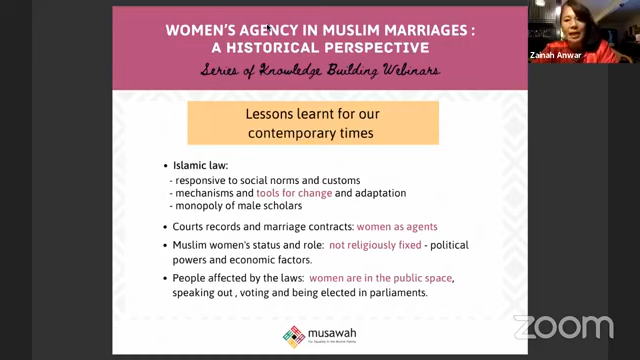 WOMEN'S AGENCY IN MUSLIM MARRIAGES :
A HISTORICAL PERSPECTIVE
Series of Knowledge Building Webinars
Zainah Anwar
Lessons learnt for our
contemporary times
• Islamic law:
- responsive to social norms and customs
- mechanisms and tools for change and adaptation
- monopoly of male scholars
• Courts records and marriage contracts: women as agents
• Muslim women's status and role: not religiously fixed - political
powers and economic factors.
• People affected by the laws: women are in the public space,
speaking out , voting and being elected in parliaments.
musawah
For Equality in the Muslim Family
zoom